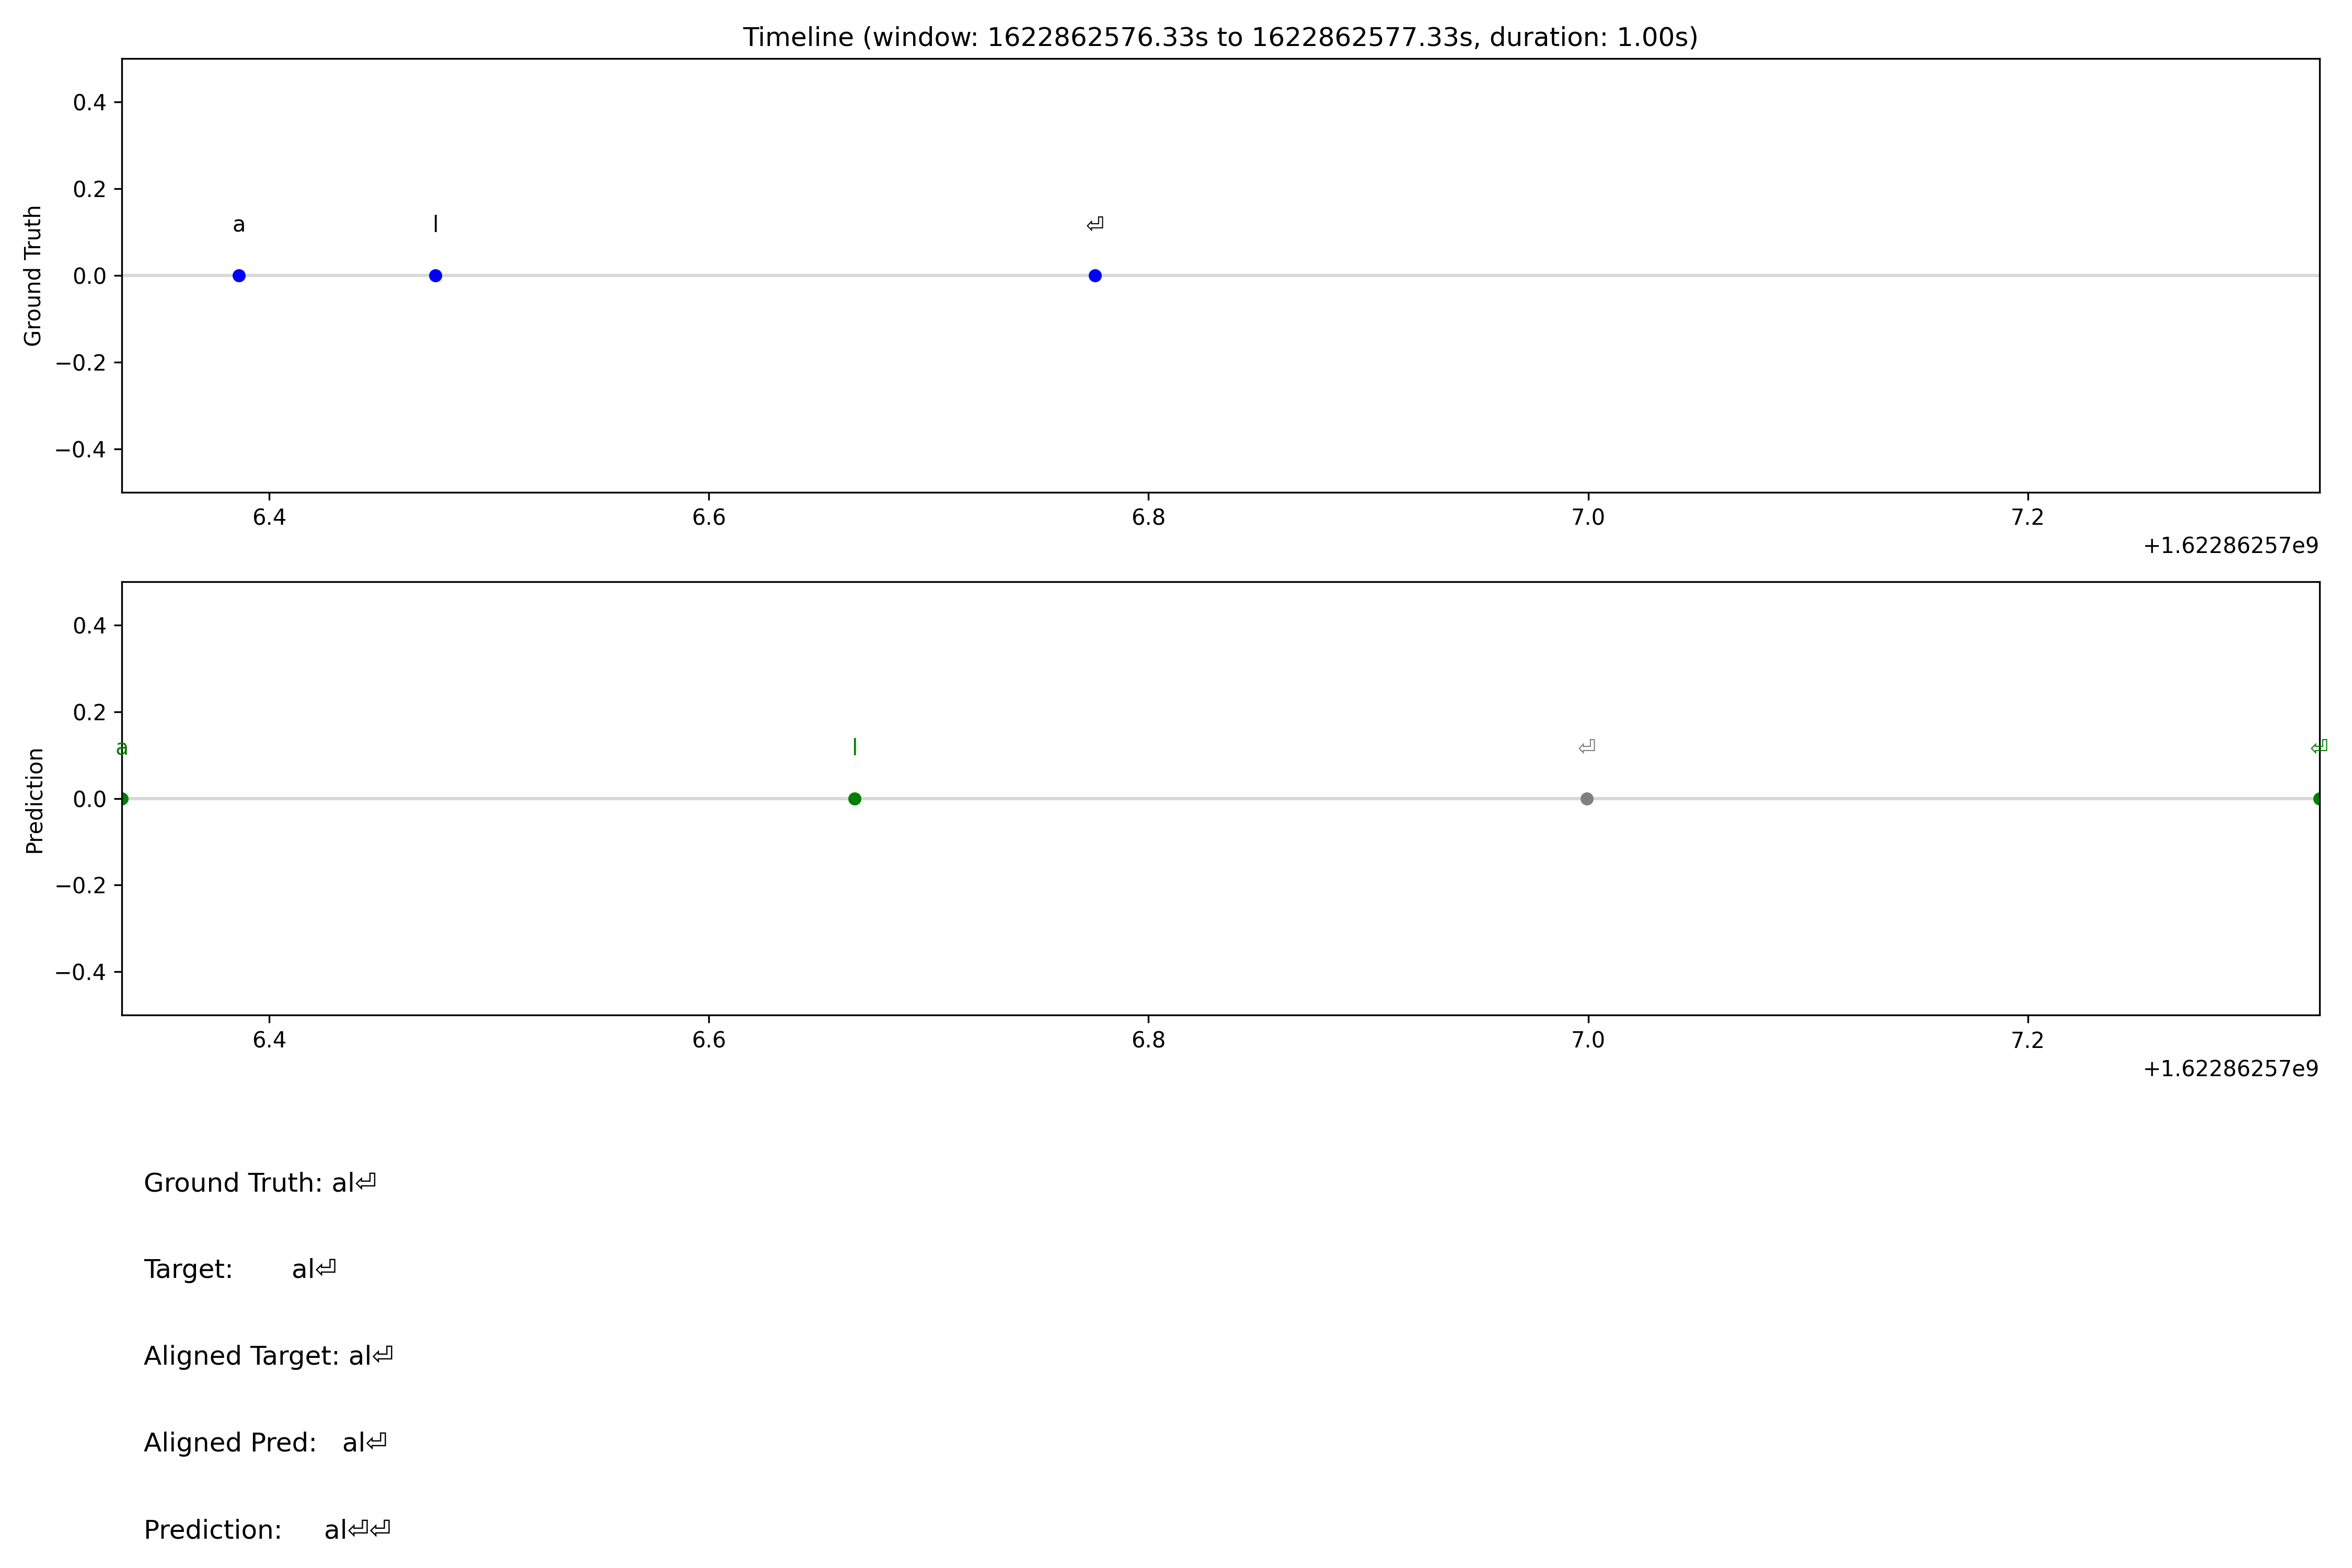 Timeline (window: 1622862576.33s to 1622862577.33s, duration: 1.00s)
0.4
0.2
0.0
−0.2
−0.4
Ground Truth
a
l
⏎
6.4
6.6
6.8
7.0
7.2
+1.62286257e9
0.4
0.2
0.0
−0.2
−0.4
Prediction
a
l
⏎
⏎
6.4
6.6
6.8
7.0
7.2
+1.62286257e9
Ground Truth: al⏎
Target: al⏎
Aligned Target: al⏎
Aligned Pred: al⏎
Prediction: al⏎⏎